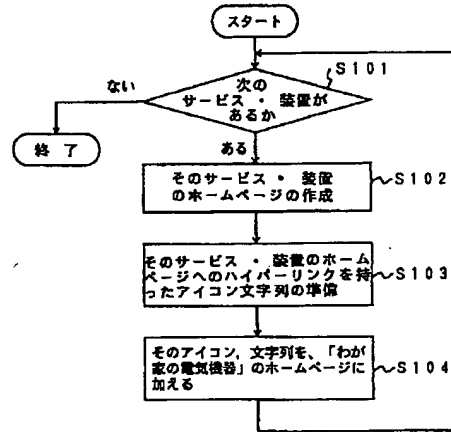 スタート
S101
次の
サービス・装置が
あるか
ない
終了
ある
そのサービス・装置
のホームページの作成
S102
そのサービス・装置のホーム
ページへのハイパーリンクを持
ったアイコン文字列の準備
S103
そのアイコン，文字列を、「わが
家の電気機器」のホームページに
加える
S104